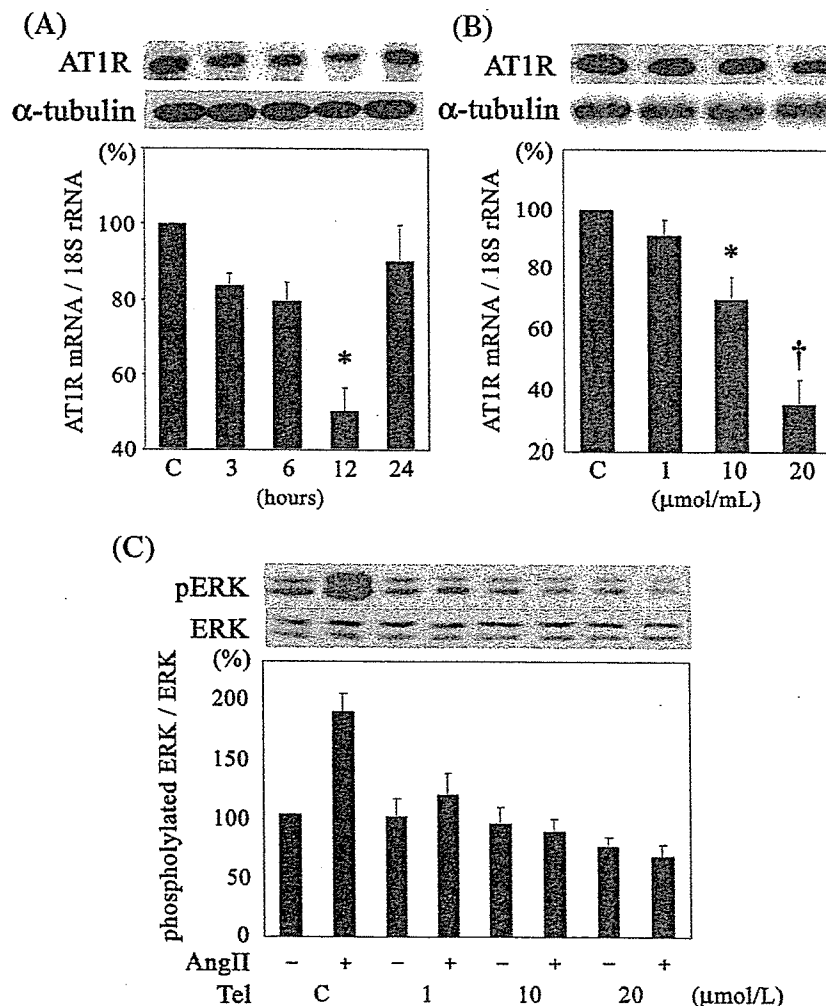 (A)
AT1R
α-tubulin
(%)
AT1R mRNA / 18S rRNA
100
80
60
40
*
C 3 6 12 24
(hours)
(B)
AT1R
α-tubulin
(%)
AT1R mRNA / 18S rRNA
100
80
60
40
20
*
†
C 1 10 20
(μmol/mL)
(C)
pERK
ERK
(%)
phospholylated ERK / ERK
200
150
100
50
0
AngII − + − + − + − +
Tel C 1 10 20 (μmol/L)